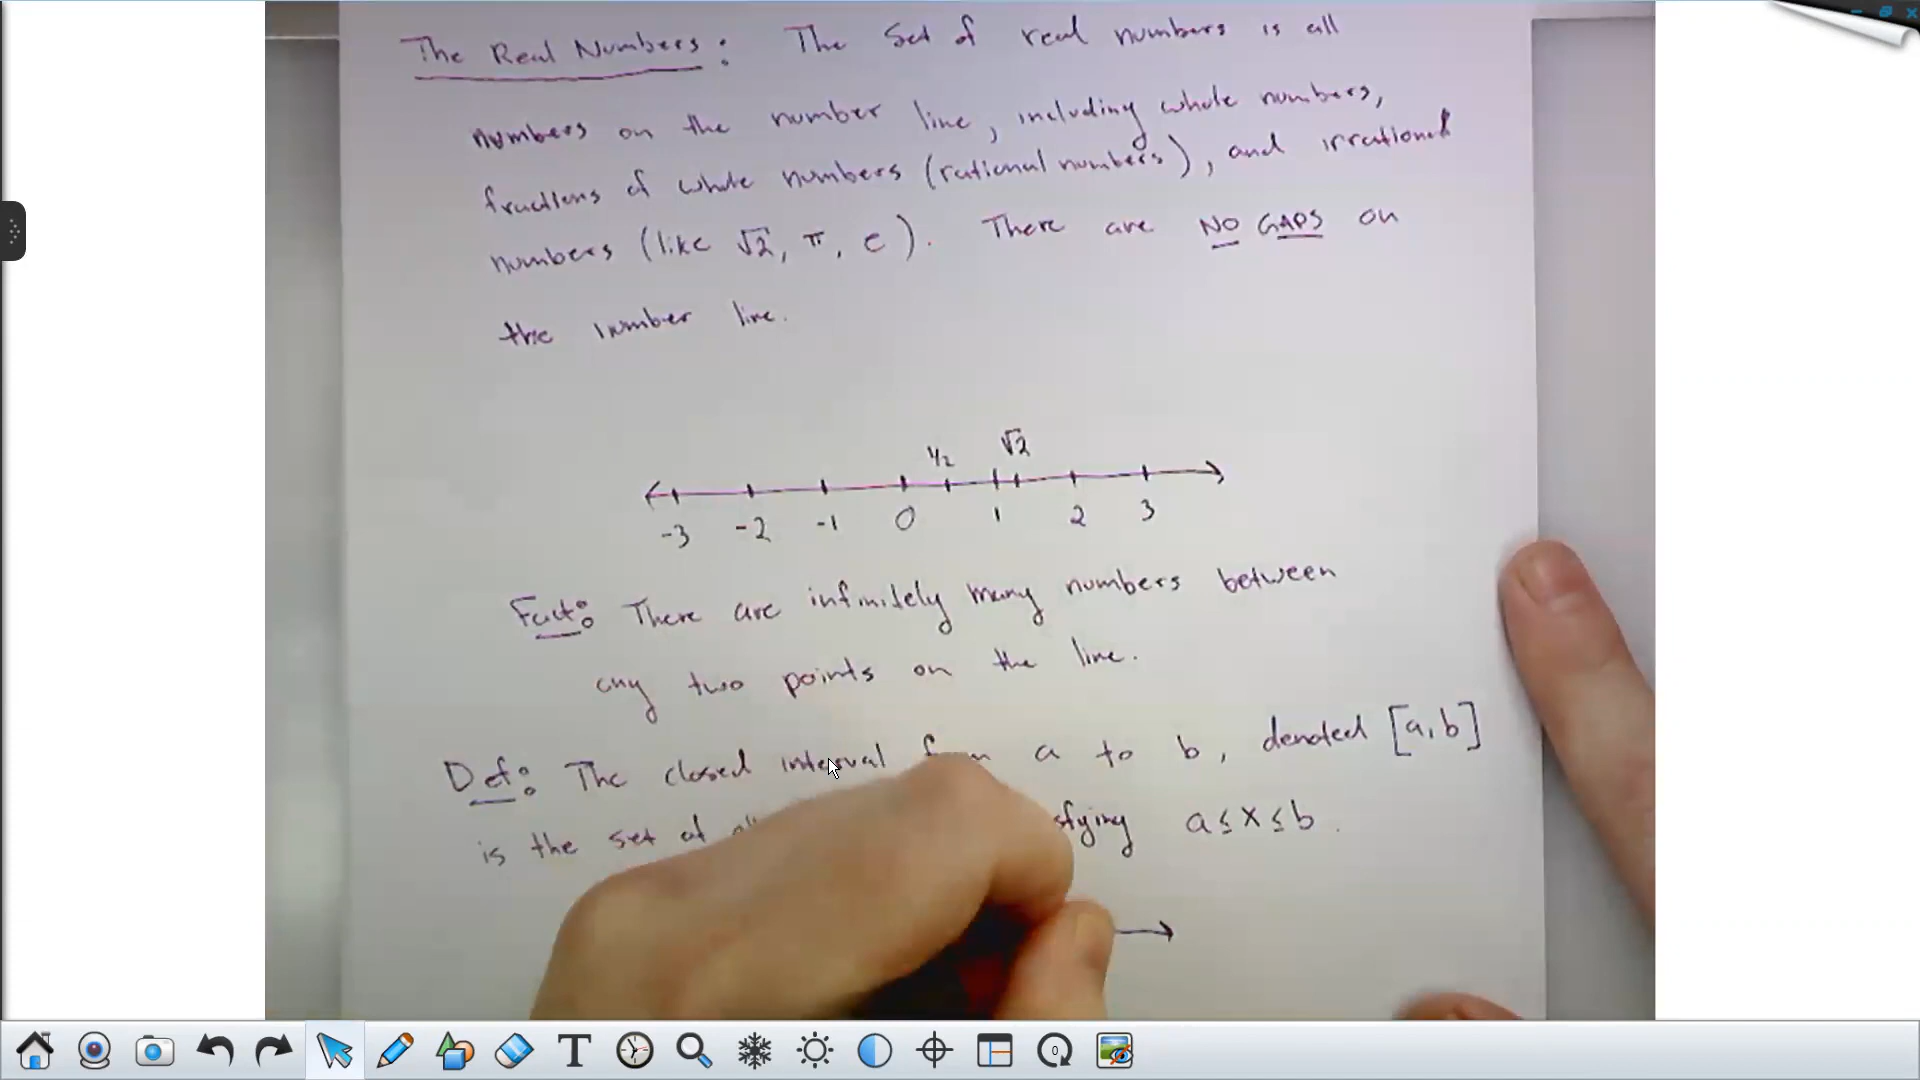 The Real Numbers: The set of real numbers is all
numbers on the number line, including whole numbers,
fractions of whole numbers (rational numbers), and irrational
numbers (like √2, π, e). There are NO GAPS on
the number line.
1/2 √2
-3 -2 -1 0 1 2 3
Fact: There are infinitely many numbers between
any two points on the line.
Def: The closed interval a to b, denoted [a,b]
is the set of a≤x≤b.
T
0